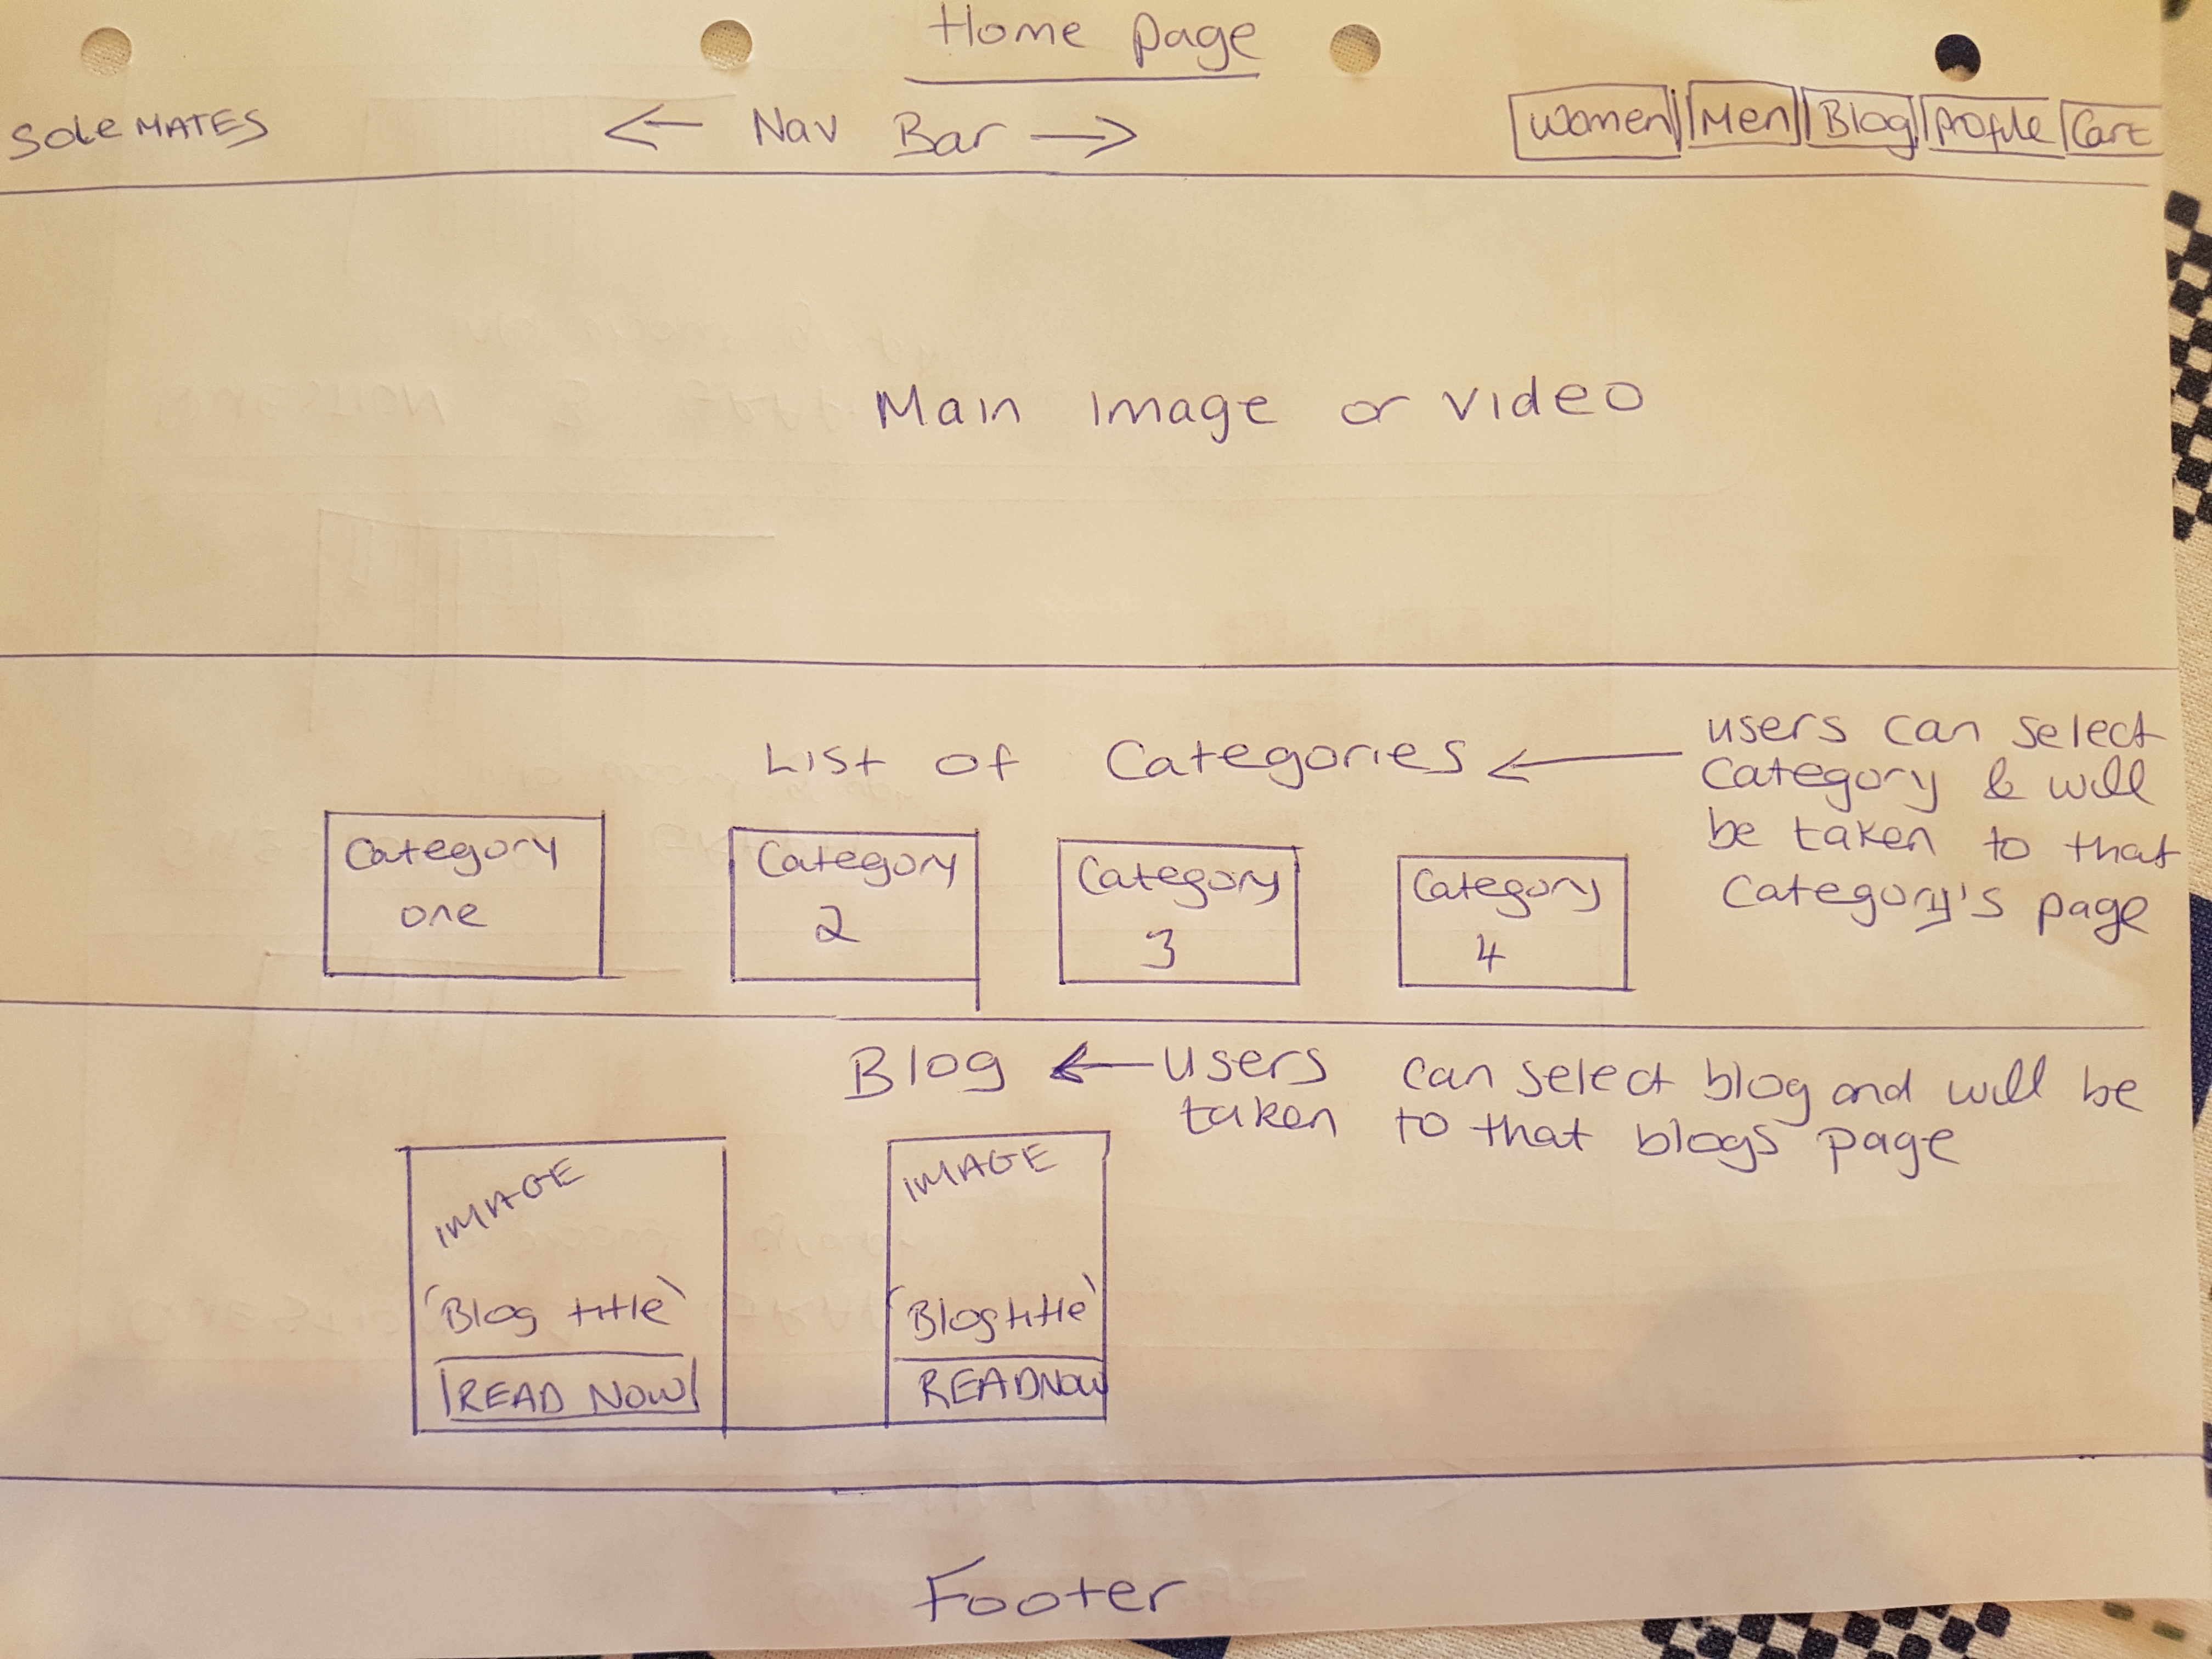 Home page
SoleMATES
← Nav Bar →
Women
Men
Blog
Profile
Cart
Main Image or video
List of Categories ←
users can select
Category & will
be taken to that
Category's page
Category
one
Category
2
Category
3
Category
4
Blog ← users can select blog and will be
taken to that blogs page
IMAGE
'Blog title'
READ NOW
IMAGE
'Blog title'
READ NOW
Footer